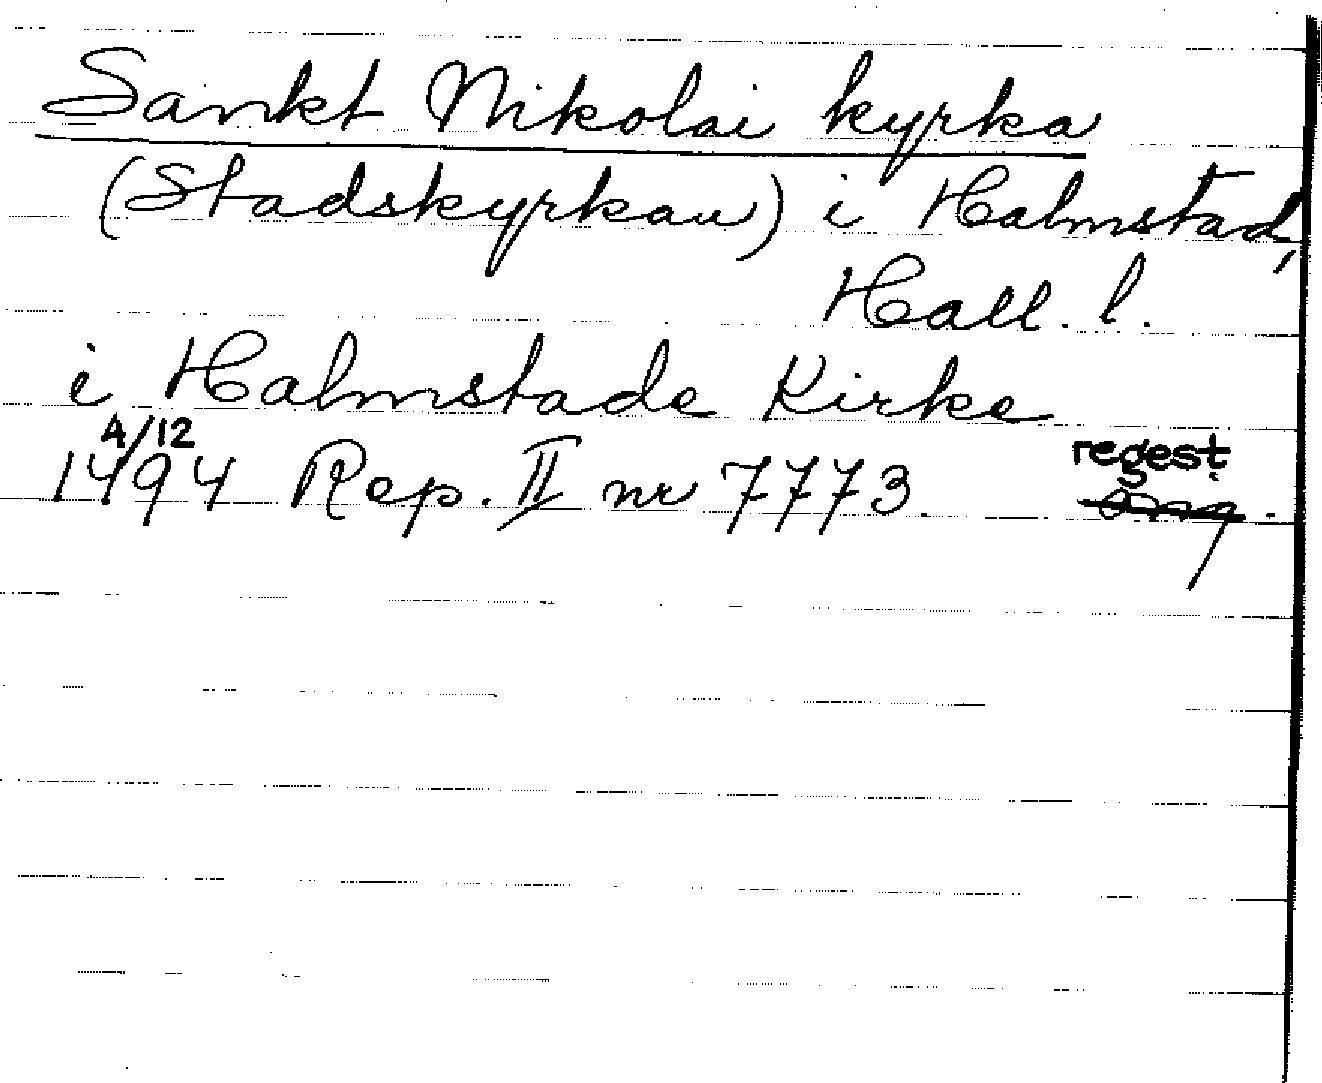 Sankt Nikolai kyrka
(Stadskyrkan) i Halmstad,
Hall. l.
i Halmstade Kirke
4/12
1494 Rep. II nr 7773. regest.